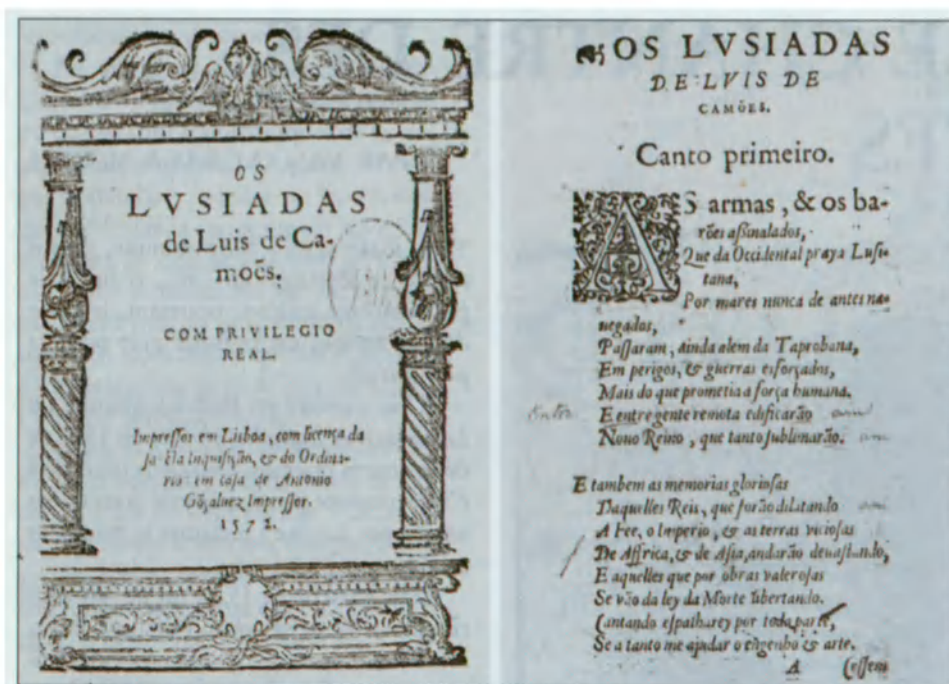 OS
LVSIADAS
de Luis de Ca-
moẽs.
COM PRIVILEGIO
REAL.
Impressos em Lisboa, com licença da
sancta Inquisição, & do Ordina-
rio em casa de Antonio
Gõçaluez Impressor.
1572.
OS LVSIADAS
DE LVIS DE
CAMÕES.
Canto primeiro.
AS armas, & os ba-
rões aßinalados,
Que da Occidental praya Lusi-
tana,
Por mares nunca de antes na-
uegados,
Passaram, ainda alem da Taprobana,
Em perigos, & guerras esforçados,
Mais do que prometia a força humana.
E entre gente remota edificarão
Nouo Reino, que tanto sublimarão.
E tambem as memorias gloriosas
Daquelles Reis, que forão dilatando
A Fee, o Imperio, & as terras viciosas
De Affrica, & de Asia, andarão deuastando,
E aquelles que por obras valerosas
Se vão da ley da Morte libertando.
Cantando espalharey por toda parte,
Se a tanto me ajudar o engenho & arte.
A Cessem